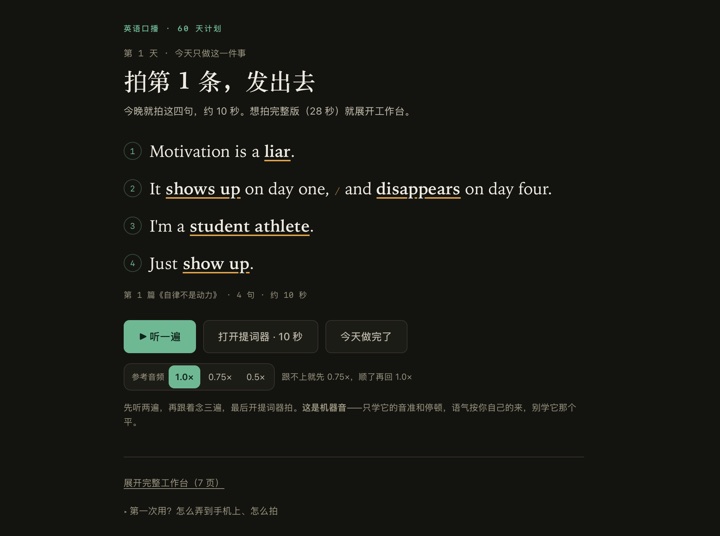 英语口播 · 60 天计划
第 1 天 · 今天只做这一件事
拍第 1 条，发出去
今晚就拍这四句，约 10 秒。想拍完整版（28 秒）就展开工作台。
1 Motivation is a liar.
2 It shows up on day one, / and disappears on day four.
3 I'm a student athlete.
4 Just show up.
第 1 篇《自律不是动力》 · 4 句 · 约 10 秒
▶ 听一遍 打开提词器 · 10 秒 今天做完了
参考音频 1.0× 0.75× 0.5× 跟不上就先 0.75×，顺了再回 1.0×
先听两遍，再跟着念三遍，最后开提词器拍。这是机器音——只学它的音准和停顿，语气按你自己的来，别学它那个
平。
展开完整工作台（7 页）
第一次用？怎么弄到手机上、怎么拍